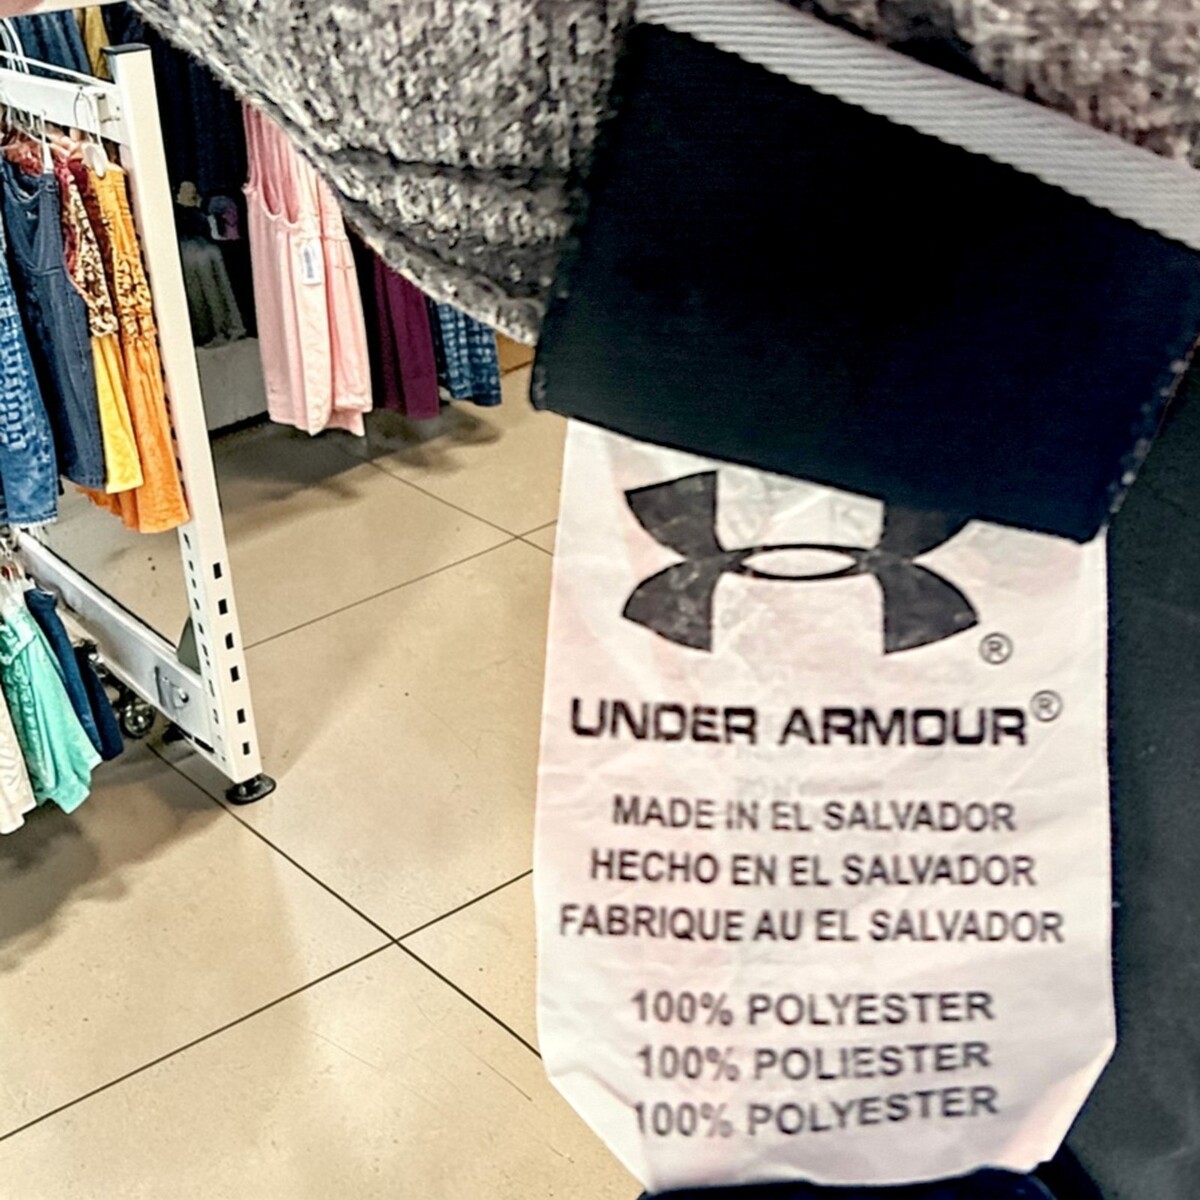 ®
UNDER ARMOUR®
MADE IN EL SALVADOR
HECHO EN EL SALVADOR
FABRIQUE AU EL SALVADOR
100% POLYESTER
100% POLIESTER
100% POLYESTER